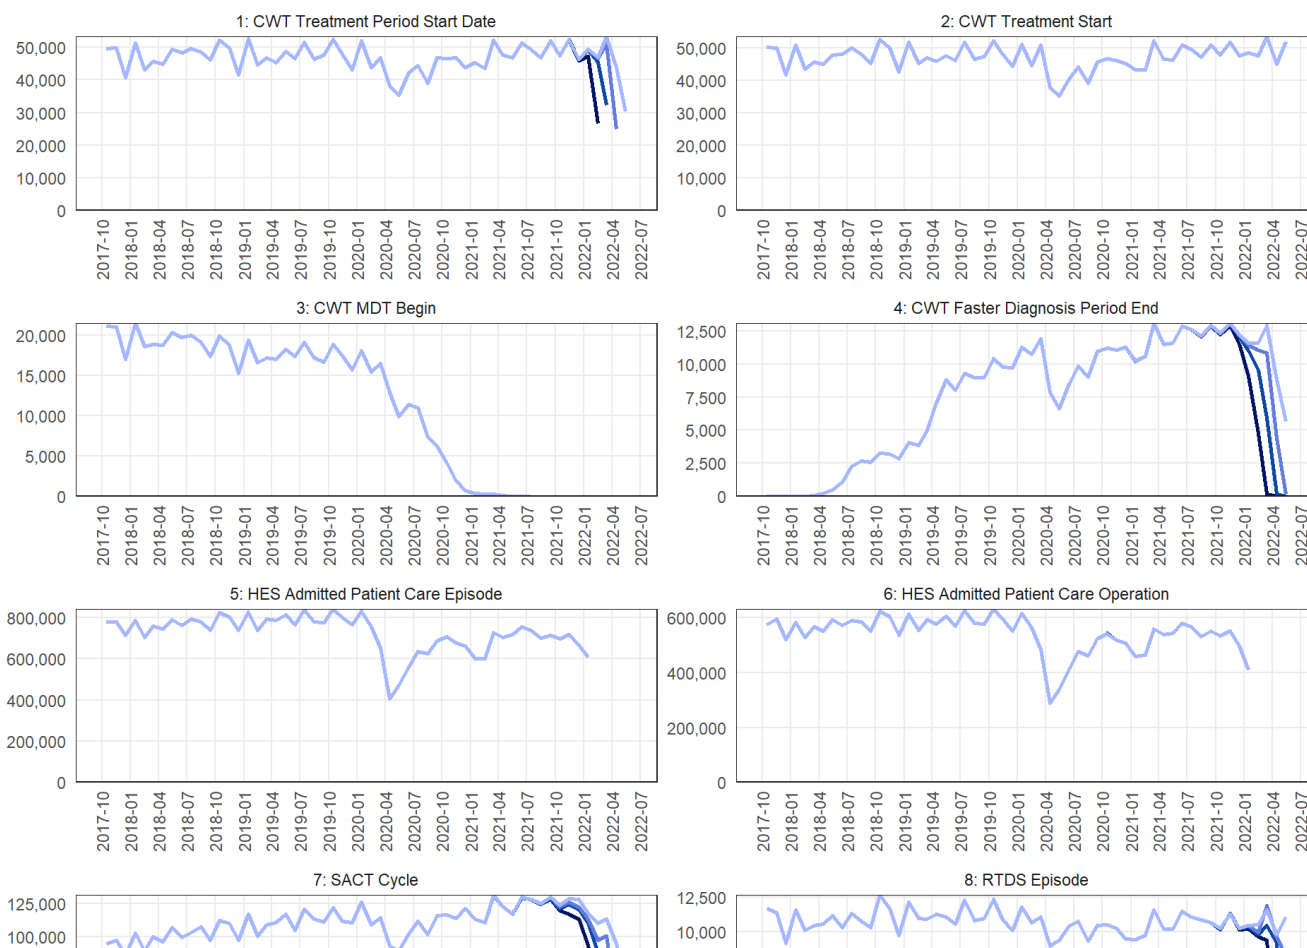 1: CWT Treatment Period Start Date
50,000
40,000
30,000
20,000
10,000
0
2017-10 2018-01 2018-04 2018-07 2018-10 2019-01 2019-04 2019-07 2019-10 2020-01 2020-04 2020-07 2020-10 2021-01 2021-04 2021-07 2021-10 2022-01 2022-04 2022-07
2: CWT Treatment Start
50,000
40,000
30,000
20,000
10,000
0
2017-10 2018-01 2018-04 2018-07 2018-10 2019-01 2019-04 2019-07 2019-10 2020-01 2020-04 2020-07 2020-10 2021-01 2021-04 2021-07 2021-10 2022-01 2022-04 2022-07
3: CWT MDT Begin
20,000
15,000
10,000
5,000
0
2017-10 2018-01 2018-04 2018-07 2018-10 2019-01 2019-04 2019-07 2019-10 2020-01 2020-04 2020-07 2020-10 2021-01 2021-04 2021-07 2021-10 2022-01 2022-04 2022-07
4: CWT Faster Diagnosis Period End
12,500
10,000
7,500
5,000
2,500
0
2017-10 2018-01 2018-04 2018-07 2018-10 2019-01 2019-04 2019-07 2019-10 2020-01 2020-04 2020-07 2020-10 2021-01 2021-04 2021-07 2021-10 2022-01 2022-04 2022-07
5: HES Admitted Patient Care Episode
800,000
600,000
400,000
200,000
0
2017-10 2018-01 2018-04 2018-07 2018-10 2019-01 2019-04 2019-07 2019-10 2020-01 2020-04 2020-07 2020-10 2021-01 2021-04 2021-07 2021-10 2022-01 2022-04 2022-07
6: HES Admitted Patient Care Operation
600,000
400,000
200,000
0
2017-10 2018-01 2018-04 2018-07 2018-10 2019-01 2019-04 2019-07 2019-10 2020-01 2020-04 2020-07 2020-10 2021-01 2021-04 2021-07 2021-10 2022-01 2022-04 2022-07
7: SACT Cycle
125,000
100,000
8: RTDS Episode
12,500
10,000